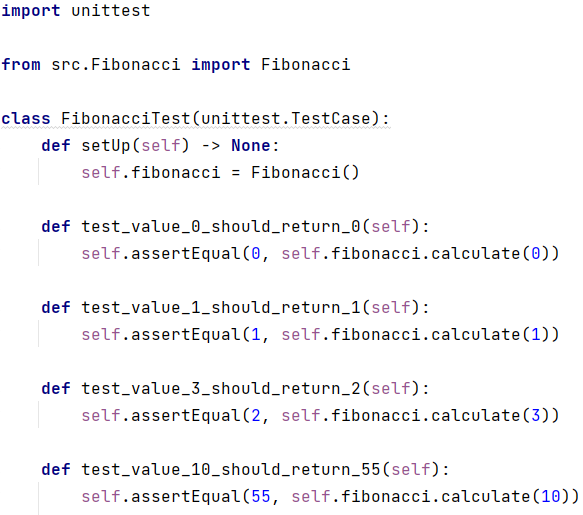 import unittest
from src.Fibonacci import Fibonacci
class FibonacciTest(unittest.TestCase):
    def setUp(self) -> None:
        self.fibonacci = Fibonacci()
    def test_value_0_should_return_0(self):
        self.assertEqual(0, self.fibonacci.calculate(0))
    def test_value_1_should_return_1(self):
        self.assertEqual(1, self.fibonacci.calculate(1))
    def test_value_3_should_return_2(self):
        self.assertEqual(2, self.fibonacci.calculate(3))
    def test_value_10_should_return_55(self):
        self.assertEqual(55, self.fibonacci.calculate(10))